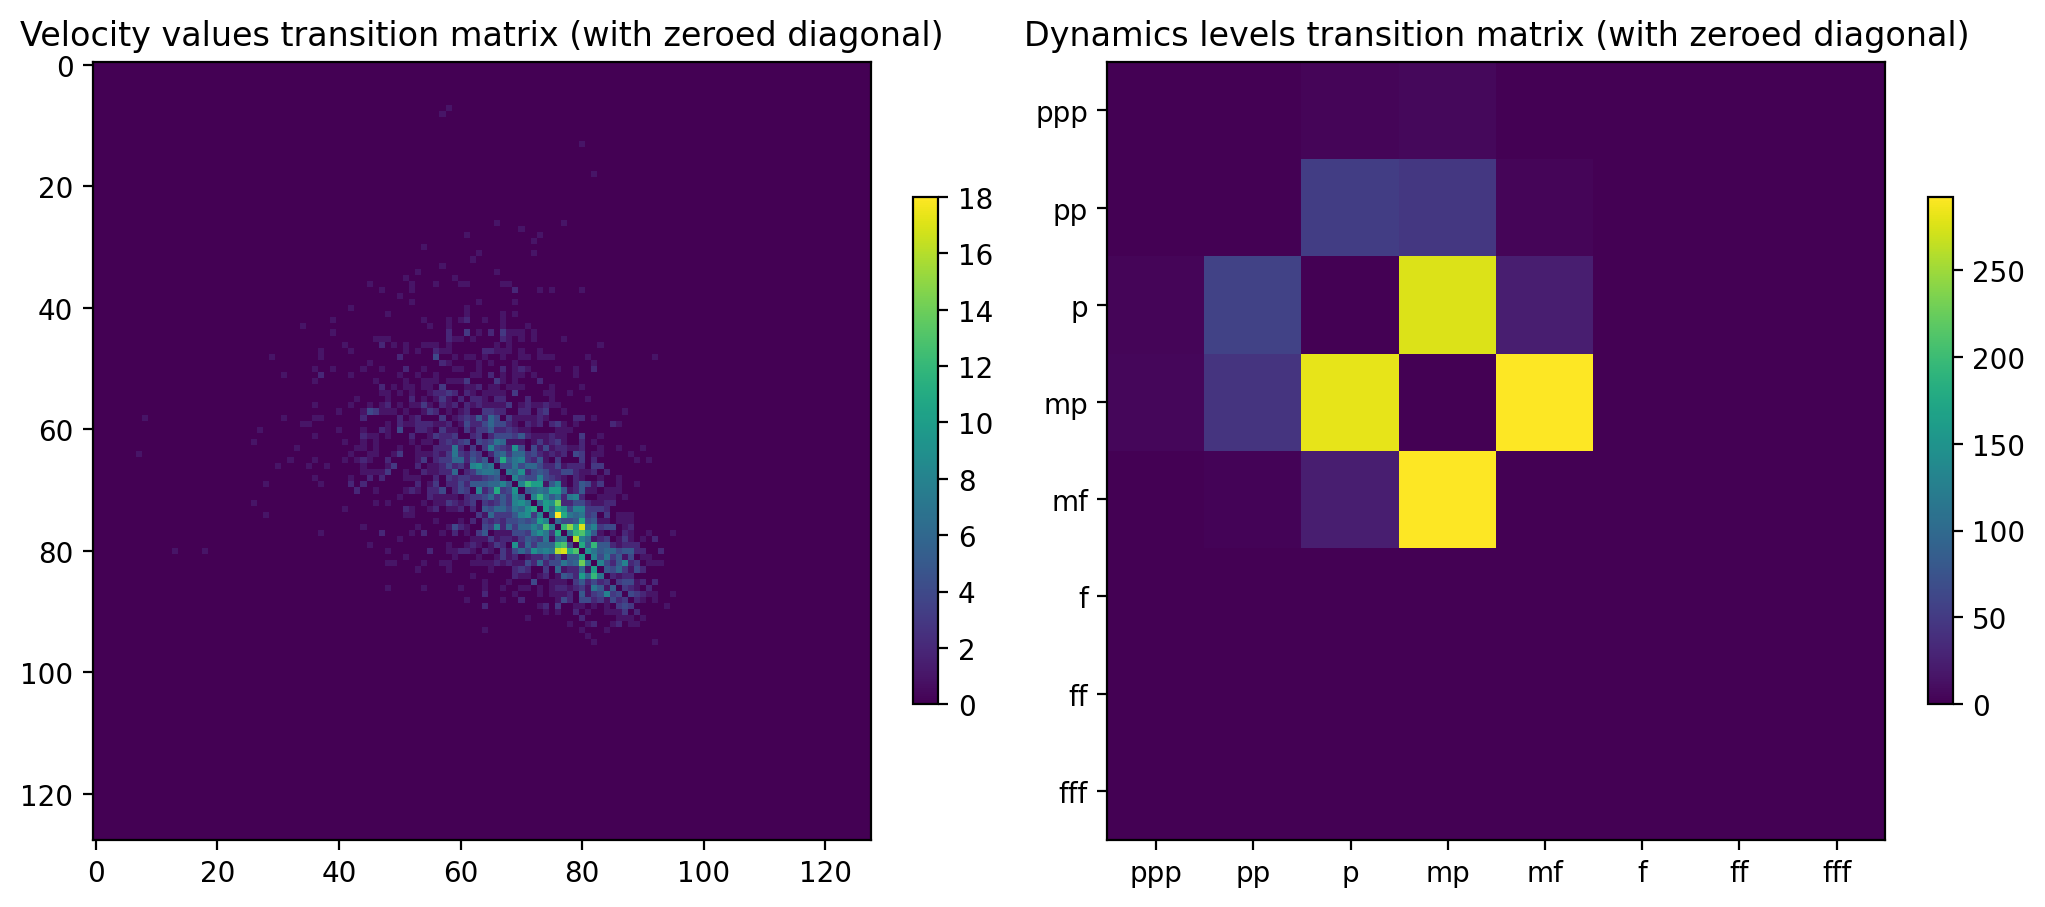 Velocity values transition matrix (with zeroed diagonal)
0
20
40
60
80
100
120
0 20 40 60 80 100 120
18
16
14
12
10
8
6
4
2
0
Dynamics levels transition matrix (with zeroed diagonal)
ppp
pp
p
mp
mf
f
ff
fff
ppp pp p mp mf f ff fff
250
200
150
100
50
0